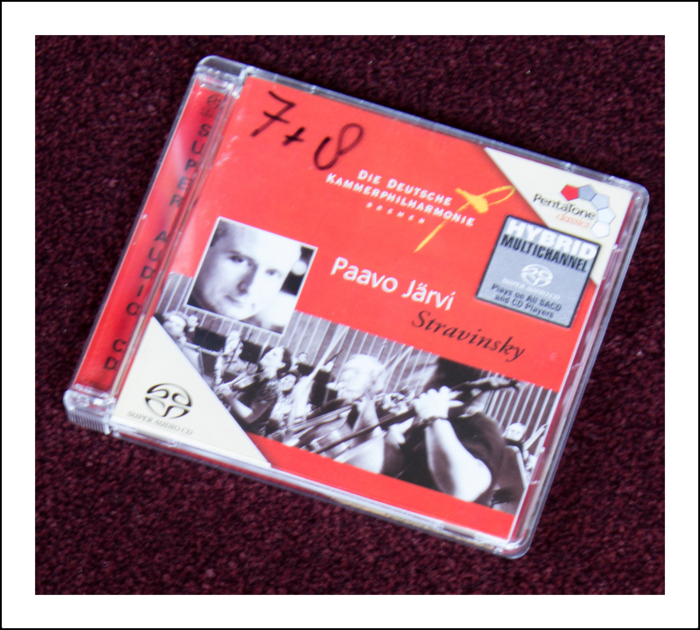 7+8
DIE DEUTSCHE
KAMMERPHILHARMONIE
BREMEN
PENTATONE
classics
HYBRID
MULTICHANNEL
Plays on All SACD
and CD Players
Paavo Järvi
Stravinsky
SUPER AUDIO CD
SUPER AUDIO CD